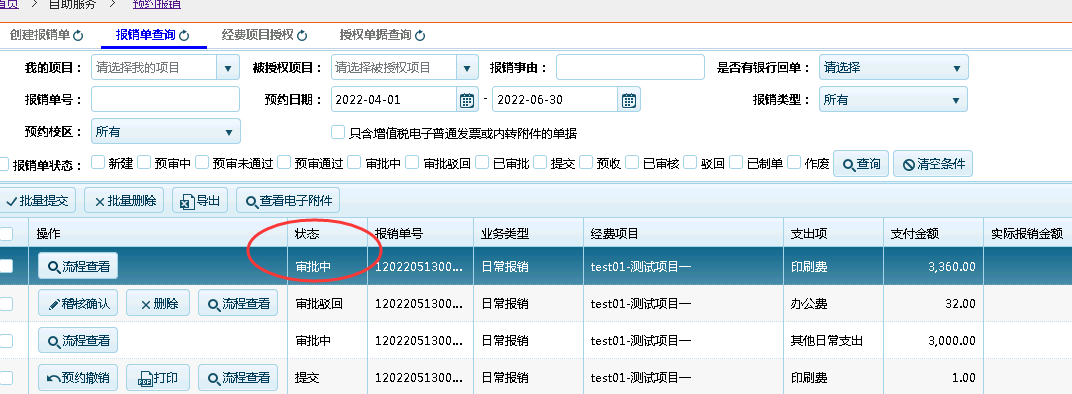 首页 > 自助服务 > 预约报销
创建报销单 报销单查询 经费项目授权 授权单据查询
我的项目： 请选择我的项目 被授权项目： 请选择被授权项目 报销事由： 是否有银行回单： 请选择
报销单号： 预约日期： 2022-04-01 - 2022-06-30 报销类型： 所有
预约校区： 所有 只含增值税电子普通发票或内转附件的单据
报销单状态： 新建 预审中 预审未通过 预审通过 审批中 审批驳回 已审批 提交 预收 已审核 驳回 已制单 作废 查询 清空条件
批量提交 批量删除 导出 查看电子附件
操作 状态 报销单号 业务类型 经费项目 支出项 支付金额 实际报销金额
流程查看 审批中 12022051300... 日常报销 test01-测试项目一 印刷费 3,360.00
稽核确认 删除 流程查看 审批驳回 12022051300... 日常报销 test01-测试项目一 办公费 32.00
流程查看 审批中 12022051300... 日常报销 test01-测试项目一 其他日常支出 3,000.00
预约撤销 打印 流程查看 提交 12022051300... 日常报销 test01-测试项目一 印刷费 1.00